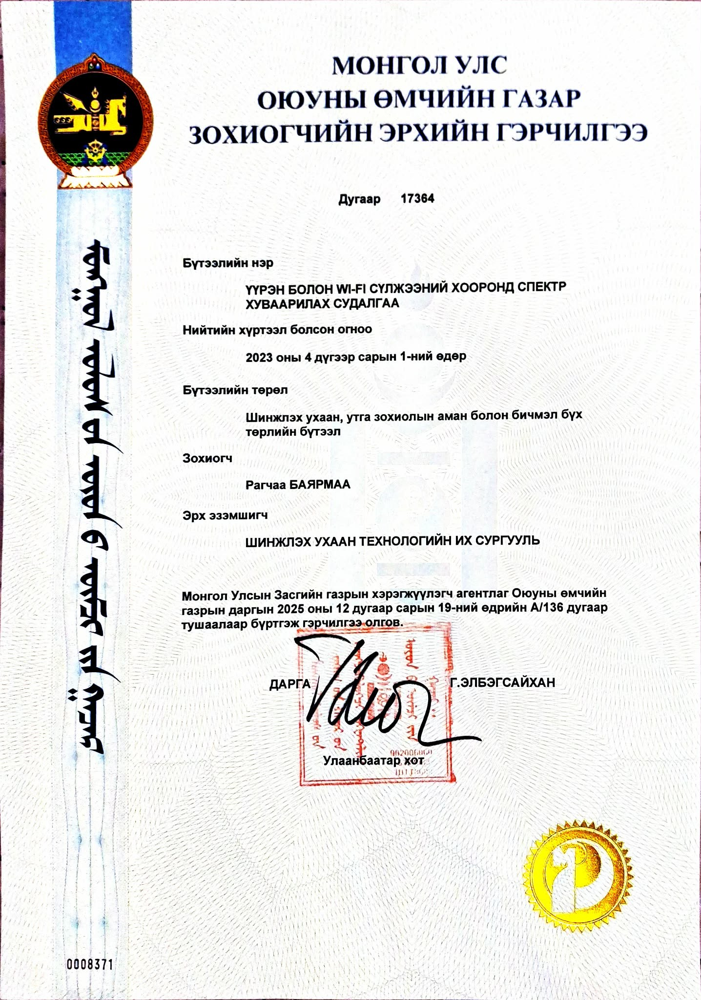 МОНГОЛ УЛС
ОЮУНЫ ӨМЧИЙН ГАЗАР
ЗОХИОГЧИЙН ЭРХИЙН ГЭРЧИЛГЭЭ
Дугаар 17364
Бүтээлийн нэр
ҮҮРЭН БОЛОН WI-FI СҮЛЖЭЭНИЙ ХООРОНД СПЕКТР
ХУВААРИЛАХ СУДАЛГАА
Нийтийн хүртээл болсон огноо
2023 оны 4 дүгээр сарын 1-ний өдөр
Бүтээлийн төрөл
Шинжлэх ухаан, утга зохиолын аман болон бичмэл бүх
төрлийн бүтээл
Зохиогч
Рагчаа БАЯРМАА
Эрх эзэмшигч
ШИНЖЛЭХ УХААН ТЕХНОЛОГИЙН ИХ СУРГУУЛЬ
Монгол Улсын Засгийн газрын хэрэгжүүлэгч агентлаг Оюуны өмчийн
газрын даргын 2025 оны 12 дугаар сарын 19-ний өдрийн А/136 дугаар
тушаалаар бүртгэж гэрчилгээ олгов.
ДАРГА Г.ЭЛБЭГСАЙХАН
Улаанбаатар хот
0008371